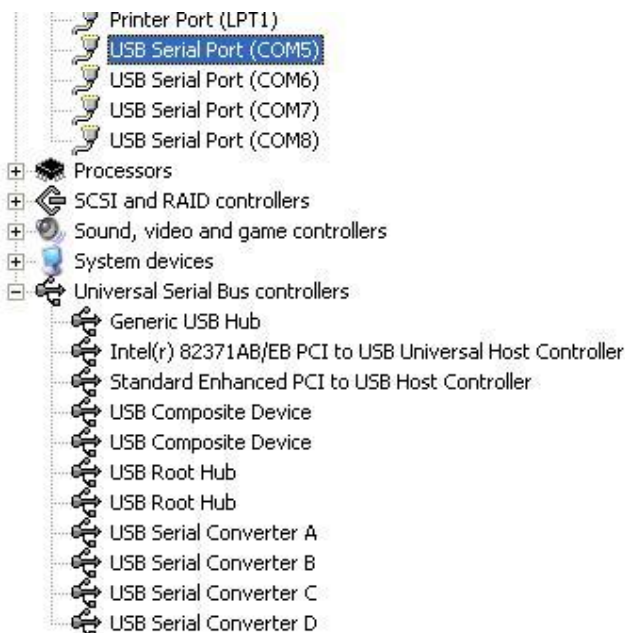 Printer Port (LPT1)
USB Serial Port (COM5)
USB Serial Port (COM6)
USB Serial Port (COM7)
USB Serial Port (COM8)
Processors
SCSI and RAID controllers
Sound, video and game controllers
System devices
Universal Serial Bus controllers
Generic USB Hub
Intel(r) 82371AB/EB PCI to USB Universal Host Controller
Standard Enhanced PCI to USB Host Controller
USB Composite Device
USB Composite Device
USB Root Hub
USB Root Hub
USB Serial Converter A
USB Serial Converter B
USB Serial Converter C
USB Serial Converter D